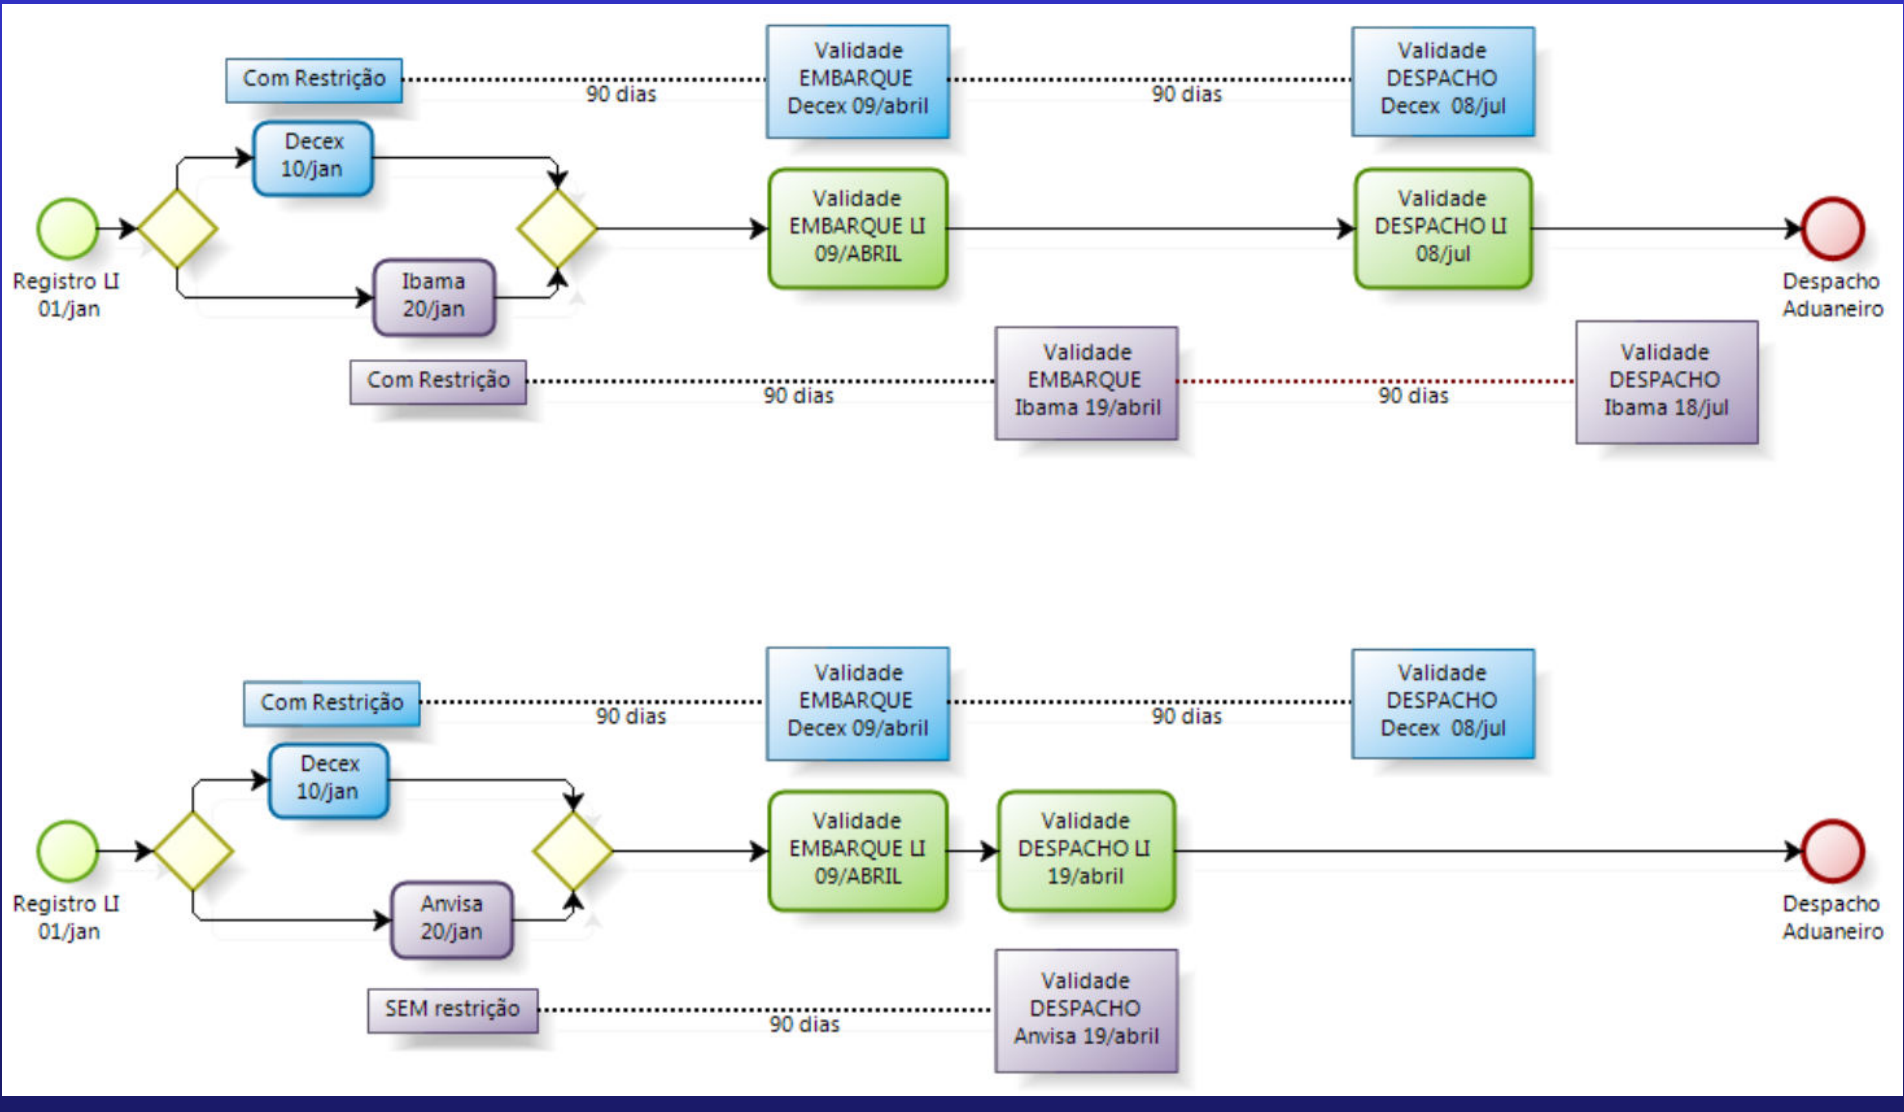 Com Restrição
90 dias
Validade
EMBARQUE
Decex 09/abril
90 dias
Validade
DESPACHO
Decex 08/jul
Decex
10/jan
Registro LI
01/jan
Ibama
20/jan
Validade
EMBARQUE LI
09/ABRIL
Validade
DESPACHO LI
08/jul
Despacho
Aduaneiro
Com Restrição
90 dias
Validade
EMBARQUE
Ibama 19/abril
90 dias
Validade
DESPACHO
Ibama 18/jul
Com Restrição
90 dias
Validade
EMBARQUE
Decex 09/abril
90 dias
Validade
DESPACHO
Decex 08/jul
Decex
10/jan
Registro LI
01/jan
Anvisa
20/jan
Validade
EMBARQUE LI
09/ABRIL
Validade
DESPACHO LI
19/abril
Despacho
Aduaneiro
SEM restrição
90 dias
Validade
DESPACHO
Anvisa 19/abril